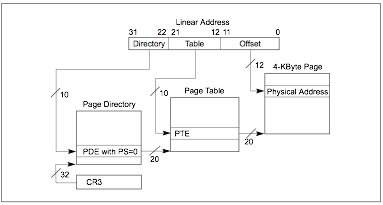 Linear Address
31 22 21 12 11 0
Directory Table Offset
12 4-KByte Page
10 10 Page Table Physical Address
Page Directory
PTE
20
PDE with PS=0
20
32
CR3